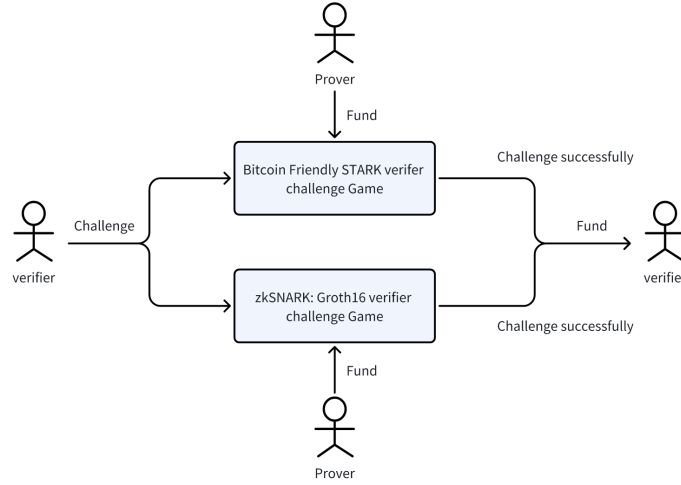 Prover
Fund
Bitcoin Friendly STARK verifer
challenge Game
Challenge successfully
Challenge
Fund
verifier
verifie
zkSNARK: Groth16 verifier
challenge Game
Challenge successfully
Fund
Prover